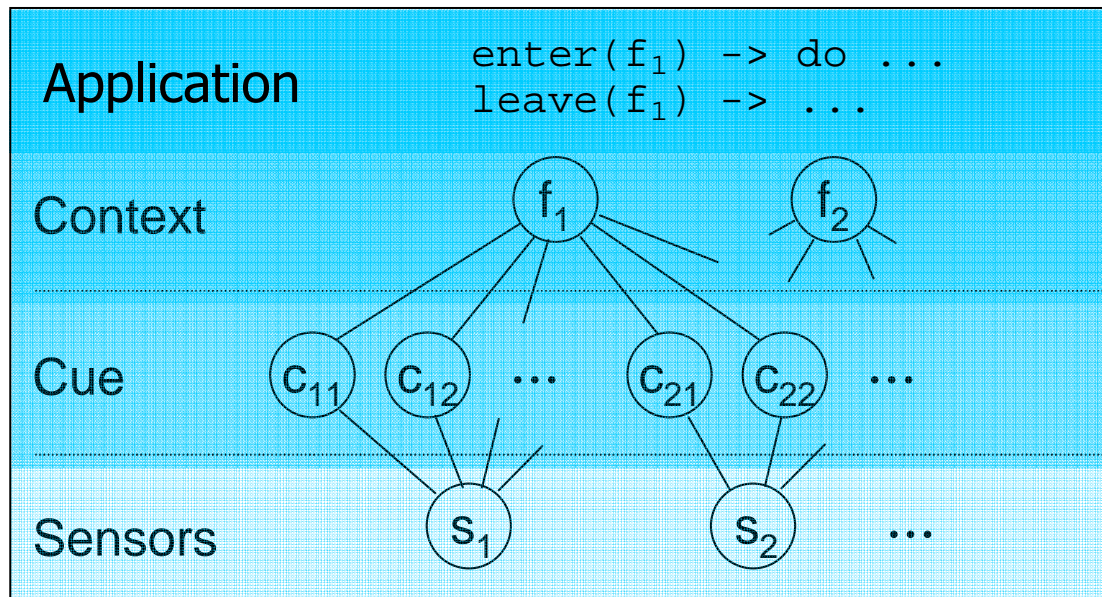 Application
enter(f₁) -> do ...
leave(f₁) -> ...
Context
f₁ f₂
Cue
c₁₁ c₁₂ ... c₂₁ c₂₂ ...
Sensors
s₁ s₂ ...